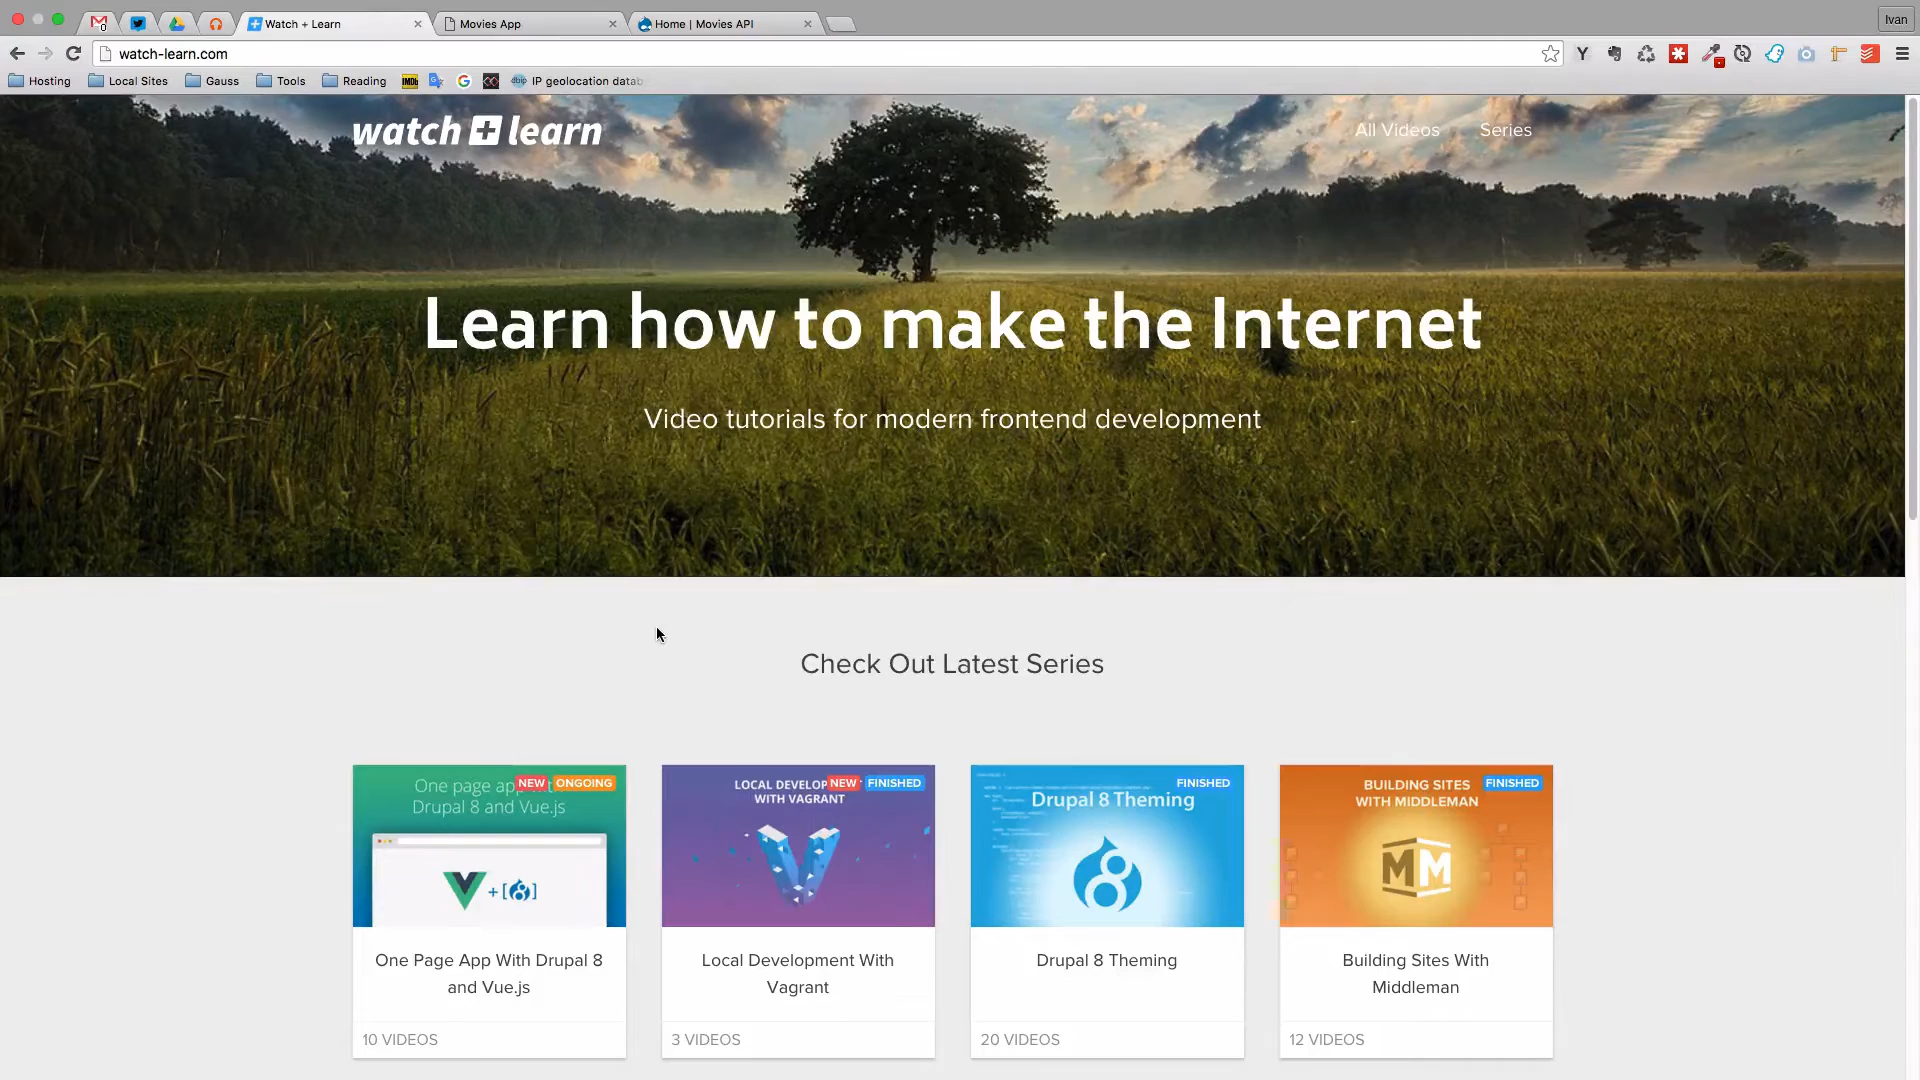 Watch + Learn
Movies App
Home | Movies API
Ivan
watch-learn.com
Hosting
Local Sites
Gauss
Tools
Reading
IMDb
IP geolocation datab
watch + learn
All Videos
Series
Learn how to make the Internet
Video tutorials for modern frontend development
Check Out Latest Series
One page app
NEW
ONGOING
Drupal 8 and Vue.js
LOCAL DEVELOP
NEW
FINISHED
WITH VAGRANT
FINISHED
Drupal 8 Theming
BUILDING SITES
FINISHED
WITH MIDDLEMAN
One Page App With Drupal 8
and Vue.js
10 VIDEOS
Local Development With
Vagrant
3 VIDEOS
Drupal 8 Theming
20 VIDEOS
Building Sites With
Middleman
12 VIDEOS